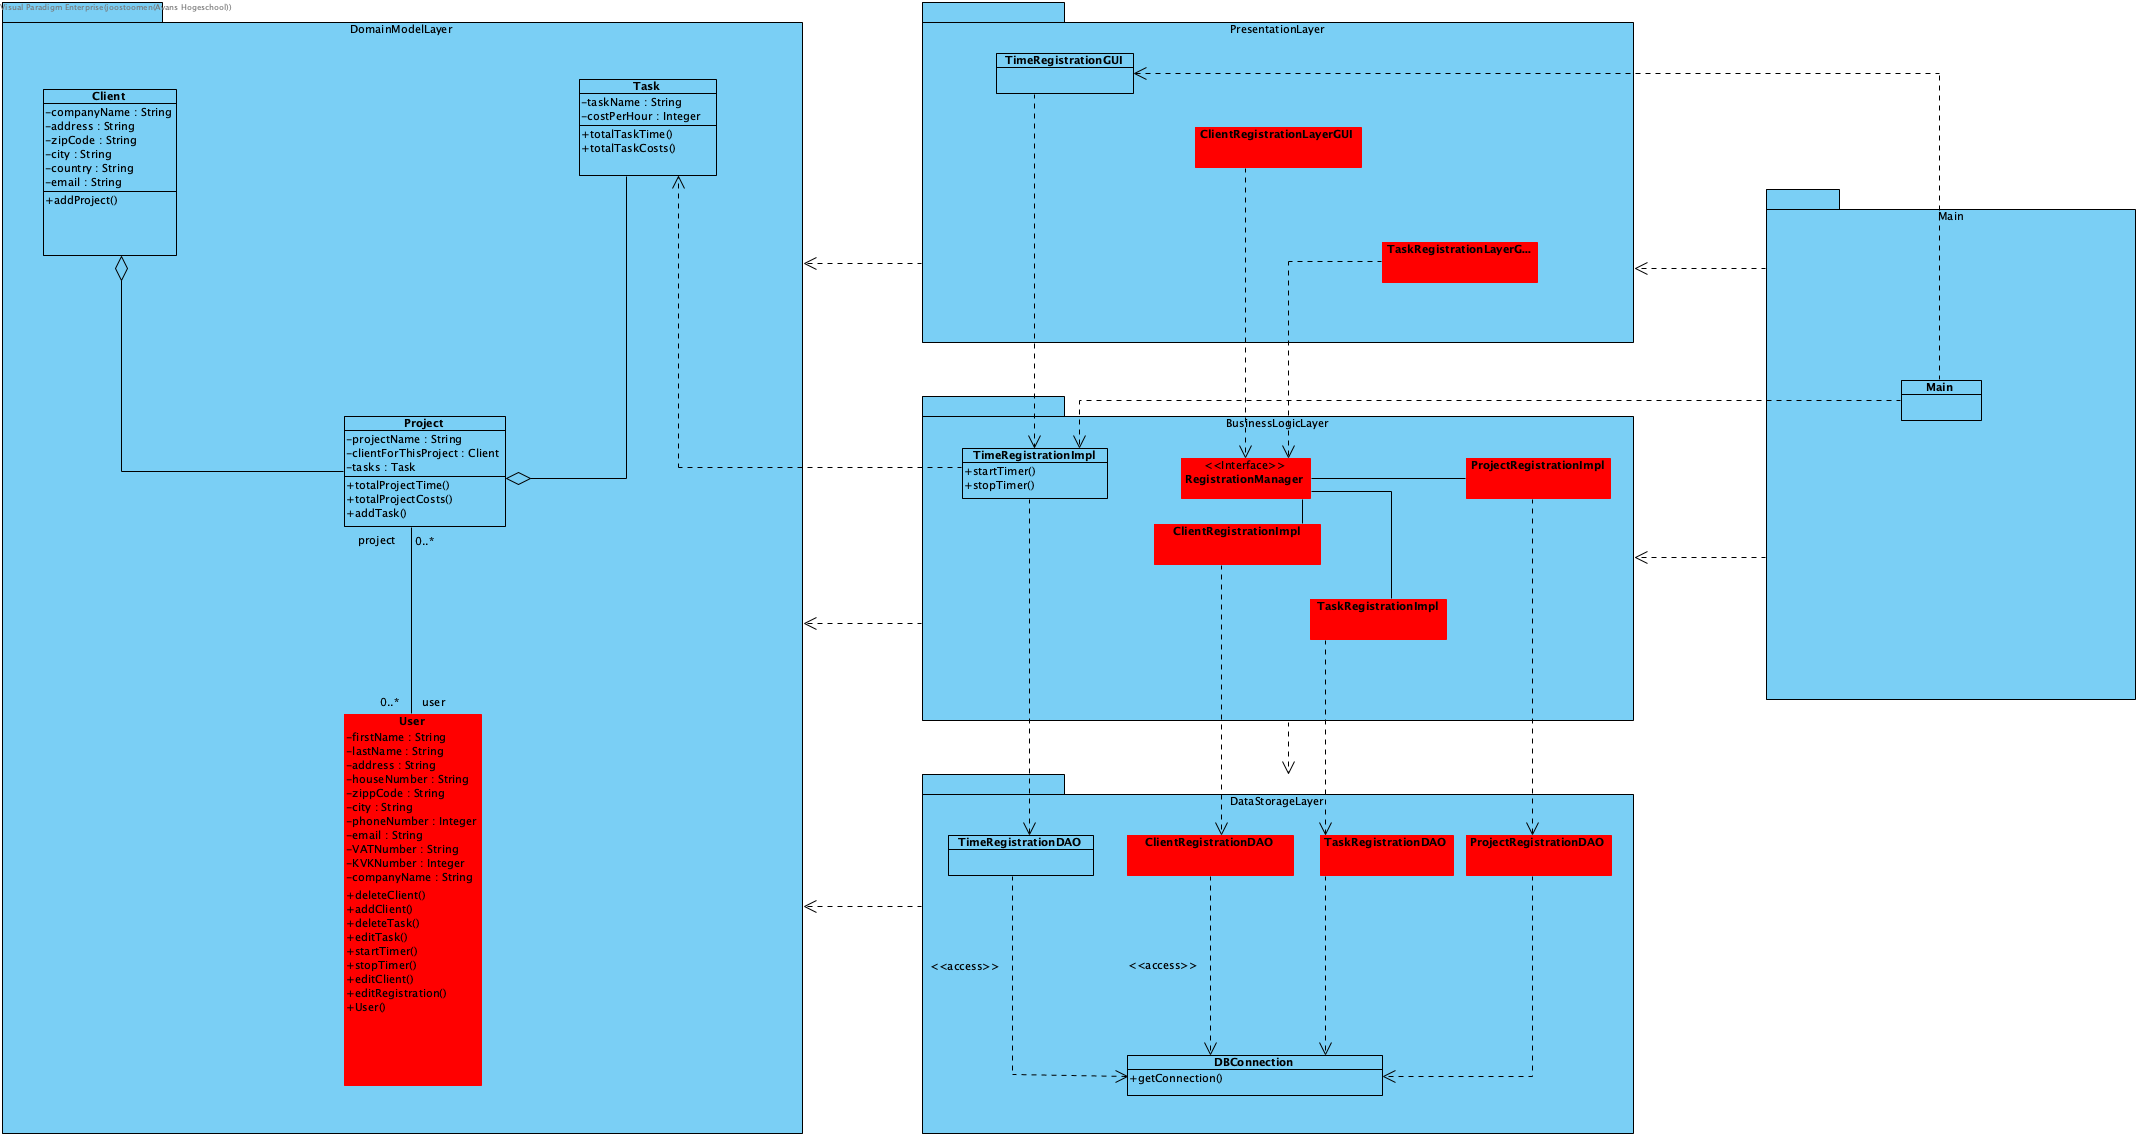 Visual Paradigm Enterprise(joostoomen(Avans Hogeschool))
DomainModelLayer
Client
-companyName : String
-address : String
-zipCode : String
-city : String
-country : String
-email : String
+addProject()
Task
-taskName : String
-costPerHour : Integer
+totalTaskTime()
+totalTaskCosts()
Project
-projectName : String
-clientForThisProject : Client
-tasks : Task
+totalProjectTime()
+totalProjectCosts()
+addTask()
project
0..*
0..*
user
User
-firstName : String
-lastName : String
-address : String
-houseNumber : String
-zippCode : String
-city : String
-phoneNumber : Integer
-email : String
-VATNumber : String
-KVKNumber : Integer
-companyName : String
+deleteClient()
+addClient()
+deleteTask()
+editTask()
+startTimer()
+stopTimer()
+editClient()
+editRegistration()
+User()
PresentationLayer
TimeRegistrationGUI
ClientRegistrationLayerGUI
TaskRegistrationLayerG...
BusinessLogicLayer
TimeRegistrationImpl
+startTimer()
+stopTimer()
<<Interface>>
RegistrationManager
ProjectRegistrationImpl
ClientRegistrationImpl
TaskRegistrationImpl
DataStorageLayer
TimeRegistrationDAO
ClientRegistrationDAO
TaskRegistrationDAO
ProjectRegistrationDAO
<<access>>
<<access>>
DBConnection
+getConnection()
Main
Main